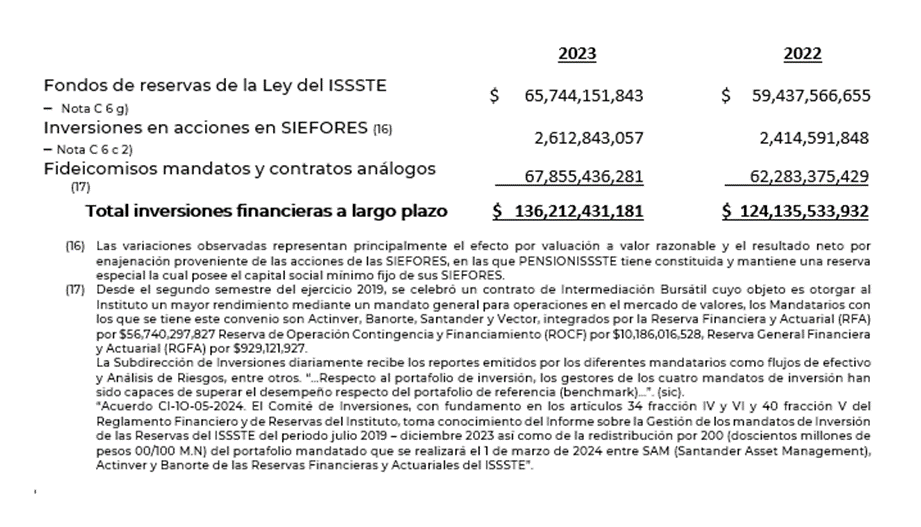 2023 2022
Fondos de reservas de la Ley del ISSSTE
– Nota C 6 g) $ 65,744,151,843 $ 59,437,566,655
Inversiones en acciones en SIEFORES (16)
– Nota C 6 c 2) 2,612,843,057 2,414,591,848
Fideicomisos mandatos y contratos análogos
(17) 67,855,436,281 62,283,375,429
Total inversiones financieras a largo plazo $ 136,212,431,181 $ 124,135,533,932
(16) Las variaciones observadas representan principalmente el efecto por valuación a valor razonable y el resultado neto por
enajenación proveniente de las acciones de las SIEFORES, en las que PENSIONISSSTE tiene constituida y mantiene una reserva
especial la cual posee el capital social mínimo fijo de sus SIEFORES.
(17) Desde el segundo semestre del ejercicio 2019, se celebró un contrato de Intermediación Bursátil cuyo objeto es otorgar al
Instituto un mayor rendimiento mediante un mandato general para operaciones en el mercado de valores, los Mandatarios con
los que se tiene este convenio son Actinver, Banorte, Santander y Vector, integrados por la Reserva Financiera y Actuarial (RFA)
por $56,740,297,827 Reserva de Operación Contingencia y Financiamiento (ROCF) por $10,186,016,528, Reserva General Financiera
y Actuarial (RGFA) por $929,121,927.
La Subdirección de Inversiones diariamente recibe los reportes emitidos por los diferentes mandatarios como flujos de efectivo
y Análisis de Riesgos, entre otros. “…Respecto al portafolio de inversión, los gestores de los cuatro mandatos de inversión han
sido capaces de superar el desempeño respecto del portafolio de referencia (benchmark)…”. (sic).
“Acuerdo CI-1O-05-2024. El Comité de Inversiones, con fundamento en los artículos 34 fracción IV y VI y 40 fracción V del
Reglamento Financiero y de Reservas del Instituto, toma conocimiento del Informe sobre la Gestión de los mandatos de Inversión
de las Reservas del ISSSTE del periodo julio 2019 – diciembre 2023 así como de la redistribución por 200 (doscientos millones de
pesos 00/100 M.N) del portafolio mandatado que se realizará el 1 de marzo de 2024 entre SAM (Santander Asset Management),
Actinver y Banorte de las Reservas Financieras y Actuariales del ISSSTE”.